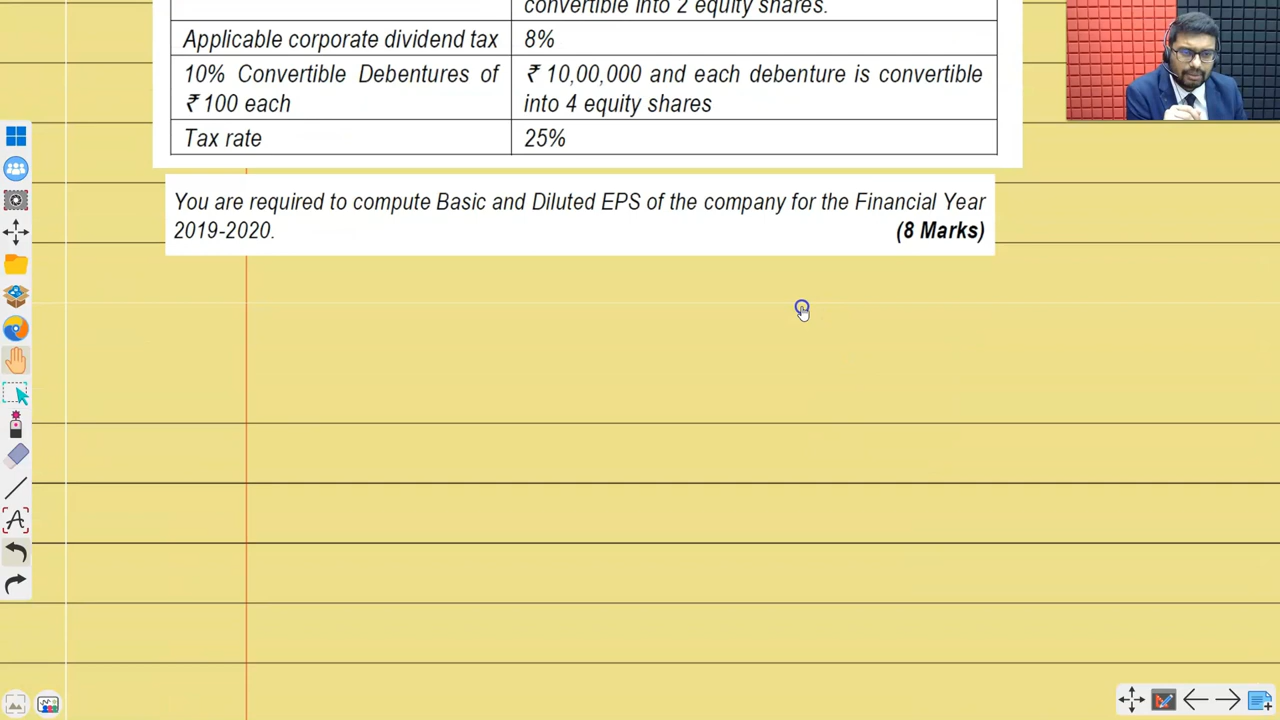 convertible into 2 equity shares.
Applicable corporate dividend tax 8%
10% Convertible Debentures of ₹ 10,00,000 and each debenture is convertible
₹ 100 each into 4 equity shares
Tax rate 25%
You are required to compute Basic and Diluted EPS of the company for the Financial Year
2019-2020. (8 Marks)